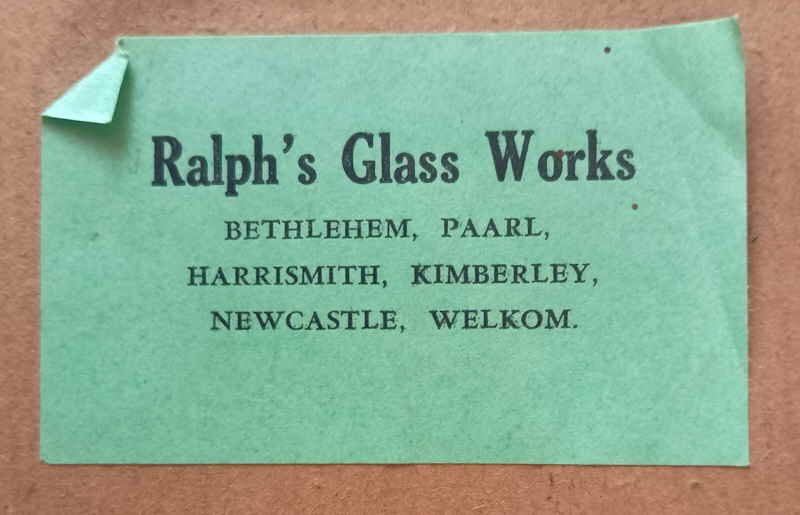 Ralph's Glass Works
BETHLEHEM, PAARL,
HARRISMITH, KIMBERLEY,
NEWCASTLE, WELKOM.